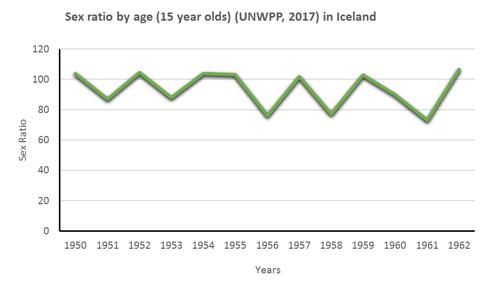 Sex ratio by age (15 year olds) (UNWPP, 2017) in Iceland
120
100
80
60
40
20
0
Sex Ratio
1950 1951 1952 1953 1954 1955 1956 1957 1958 1959 1960 1961 1962
Years